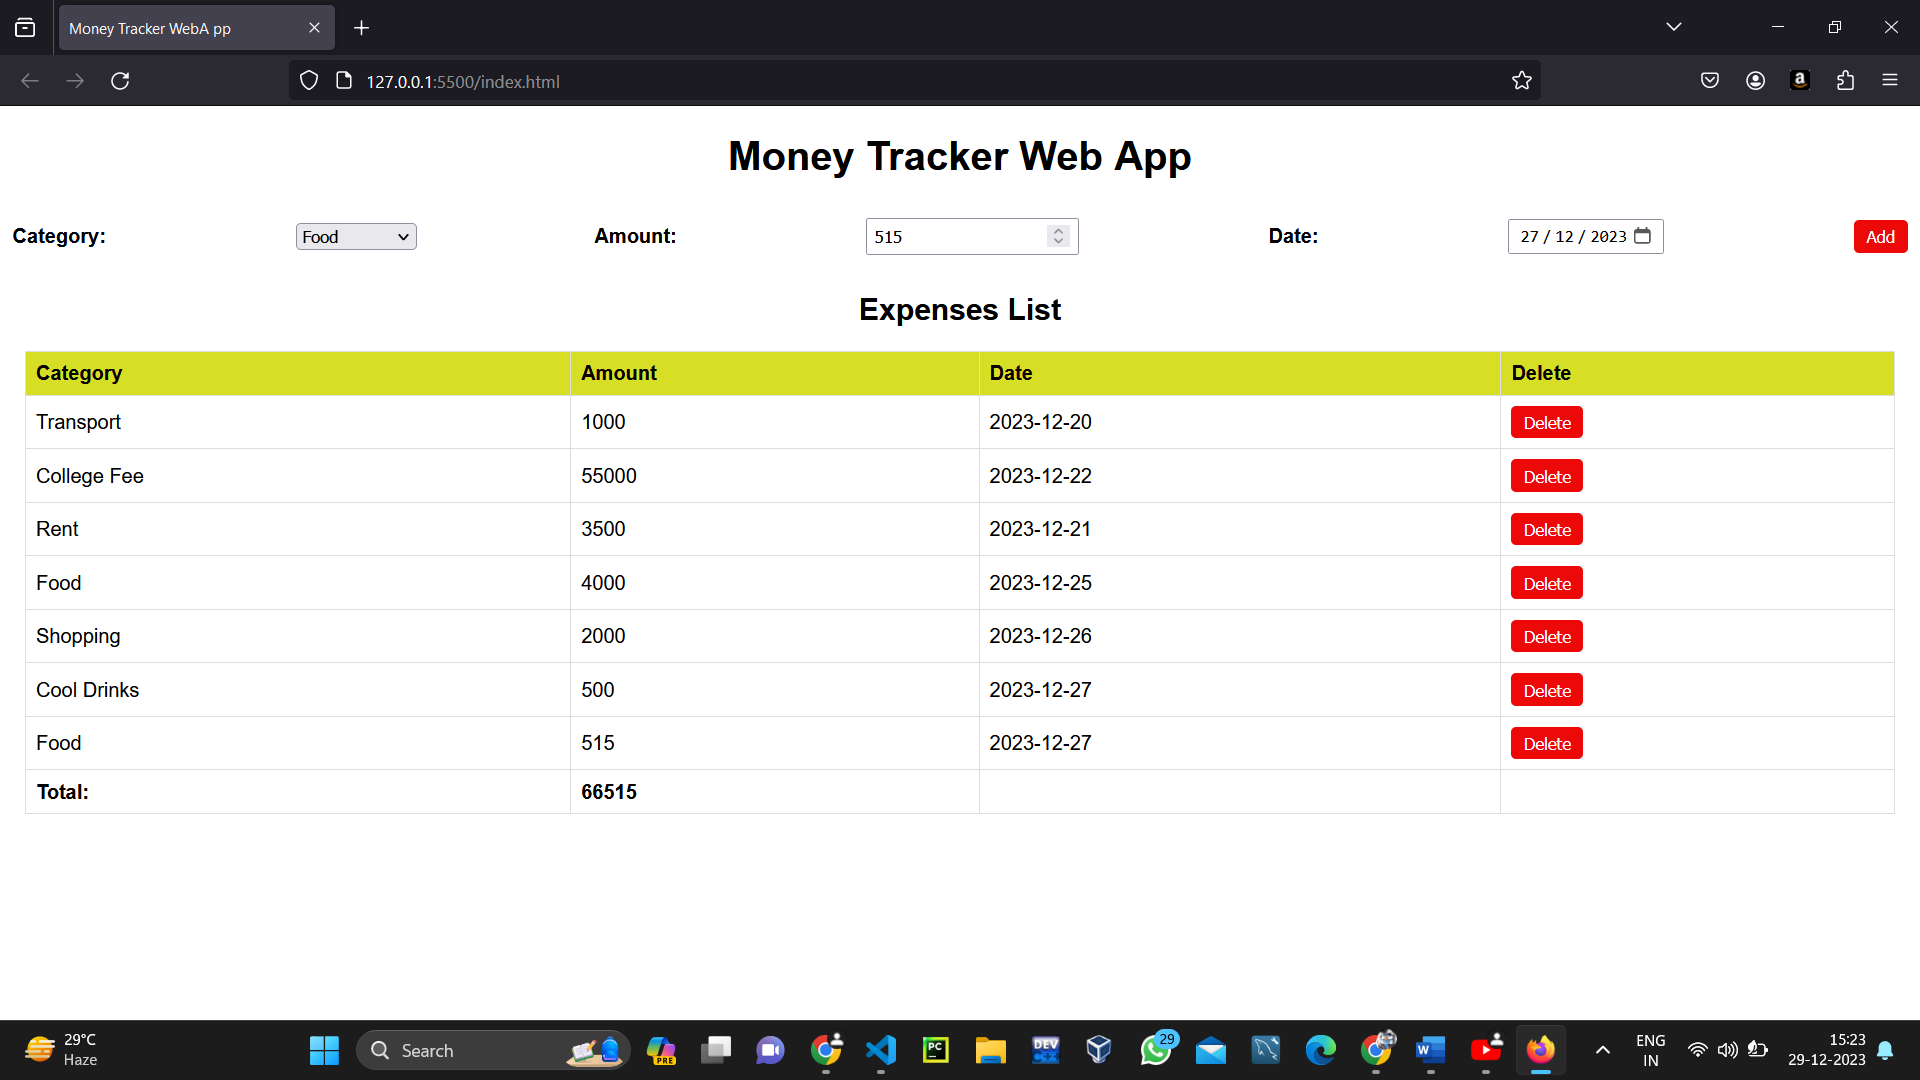 Money Tracker WebA pp
127.0.0.1:5500/index.html
Money Tracker Web App
Category: Food Amount: 515 Date: 27 / 12 / 2023 Add
Expenses List
Category Amount Date Delete
Transport 1000 2023-12-20 Delete
College Fee 55000 2023-12-22 Delete
Rent 3500 2023-12-21 Delete
Food 4000 2023-12-25 Delete
Shopping 2000 2023-12-26 Delete
Cool Drinks 500 2023-12-27 Delete
Food 515 2023-12-27 Delete
Total: 66515
29°C
Haze
Search
PRE
PC
DEV
C++
29
W
ENG
IN
15:23
29-12-2023